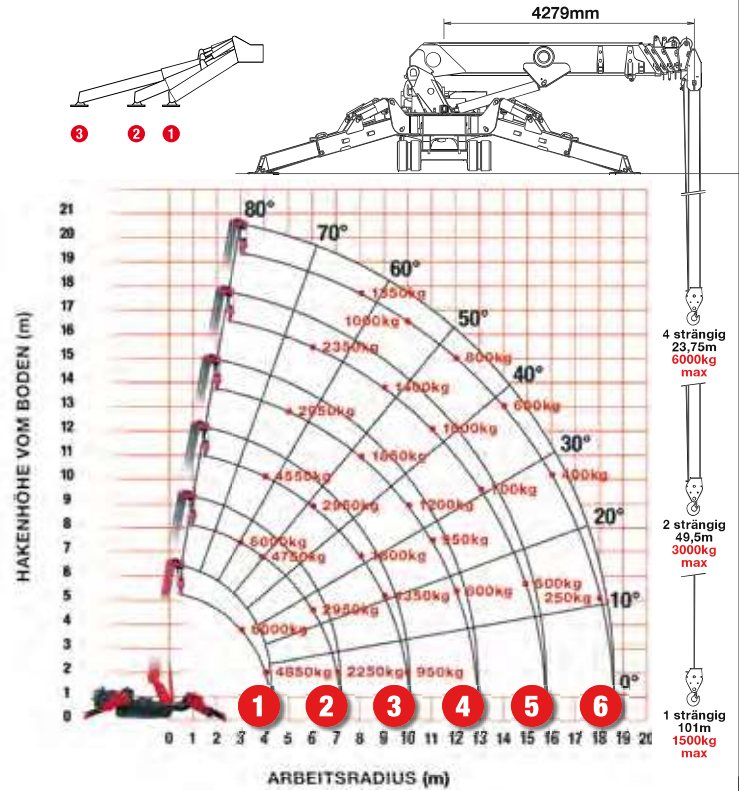 4279mm
3 2 1
21
20
19
18
17
16
15
14
13
12
11
10
9
8
7
6
5
4
3
2
1
0
HAKENHÖHE VOM BODEN (m)
80°
70°
60°
50°
40°
30°
20°
10°
0°
1350kg
1000kg
2350kg
800kg
1400kg
600kg
2950kg
1000kg
4550kg
1850kg
400kg
700kg
2950kg
1200kg
6000kg
950kg
4750kg
1800kg
500kg
1350kg
600kg
250kg
2950kg
6000kg
4850kg
2250kg
950kg
1 2 3 4 5 6
0 1 2 3 4 5 6 7 8 9 10 11 12 13 14 15 16 17 18 19 20
ARBEITSRADIUS (m)
4 strängig
23,75m
6000kg
max
2 strängig
49,5m
3000kg
max
1 strängig
101m
1500kg
max